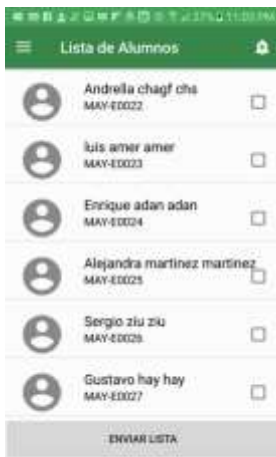 Lista de Alumnos
Andrella chagf chs
MAY-E0022
luis amer amer
MAY-E0023
Enrique adan adan
MAY-E0024
Alejandra martinez martinez
MAY-E0025
Sergio ziu ziu
MAY-E0026
Gustavo hay hay
MAY-E0027
ENVIAR LISTA